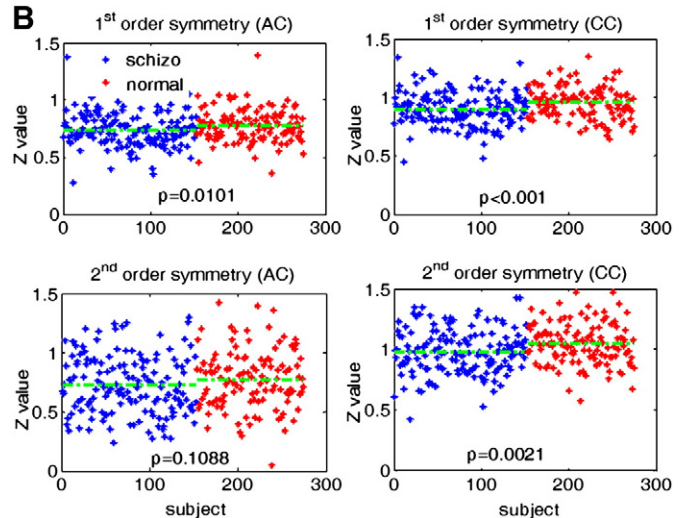 B
1st order symmetry (AC)
1st order symmetry (CC)
1.5
1
0.5
0
Z value
schizo
normal
p=0.0101
0
100
200
300
1.5
1
0.5
0
Z value
p<0.001
0
100
200
300
2nd order symmetry (AC)
2nd order symmetry (CC)
1.5
1
0.5
0
Z value
p=0.1088
0
100
200
300
subject
1.5
1
0.5
0
Z value
p=0.0021
0
100
200
300
subject